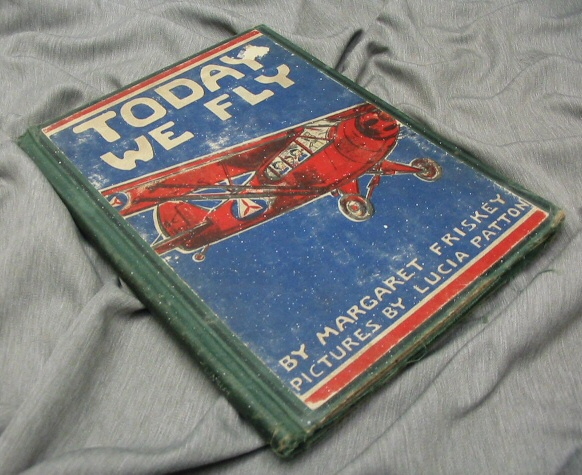 TODAY
WE FLY
BY MARGARET FRISKEY
PICTURES BY LUCIA PATTON